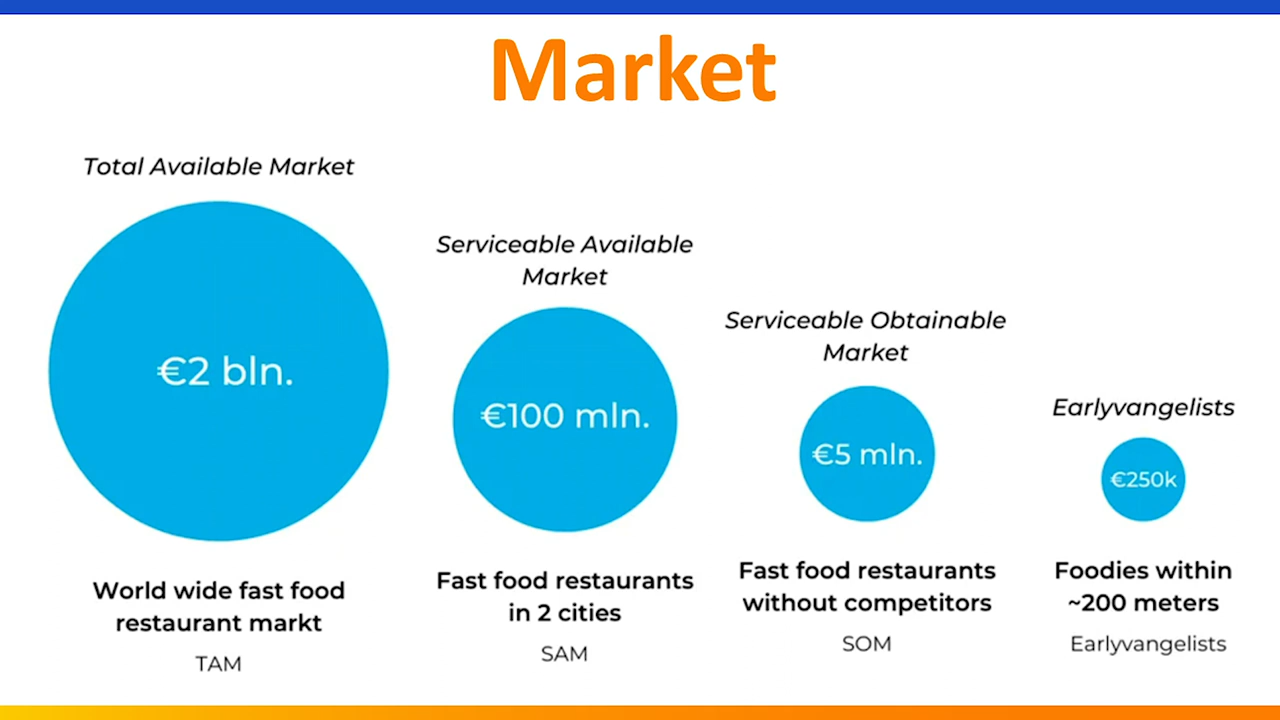 Market
Total Available Market
€2 bln.
World wide fast food
restaurant markt
TAM
Serviceable Available
Market
€100 mln.
Fast food restaurants
in 2 cities
SAM
Serviceable Obtainable
Market
€5 mln.
Fast food restaurants
without competitors
SOM
Earlyvangelists
€250k
Foodies within
~200 meters
Earlyvangelists